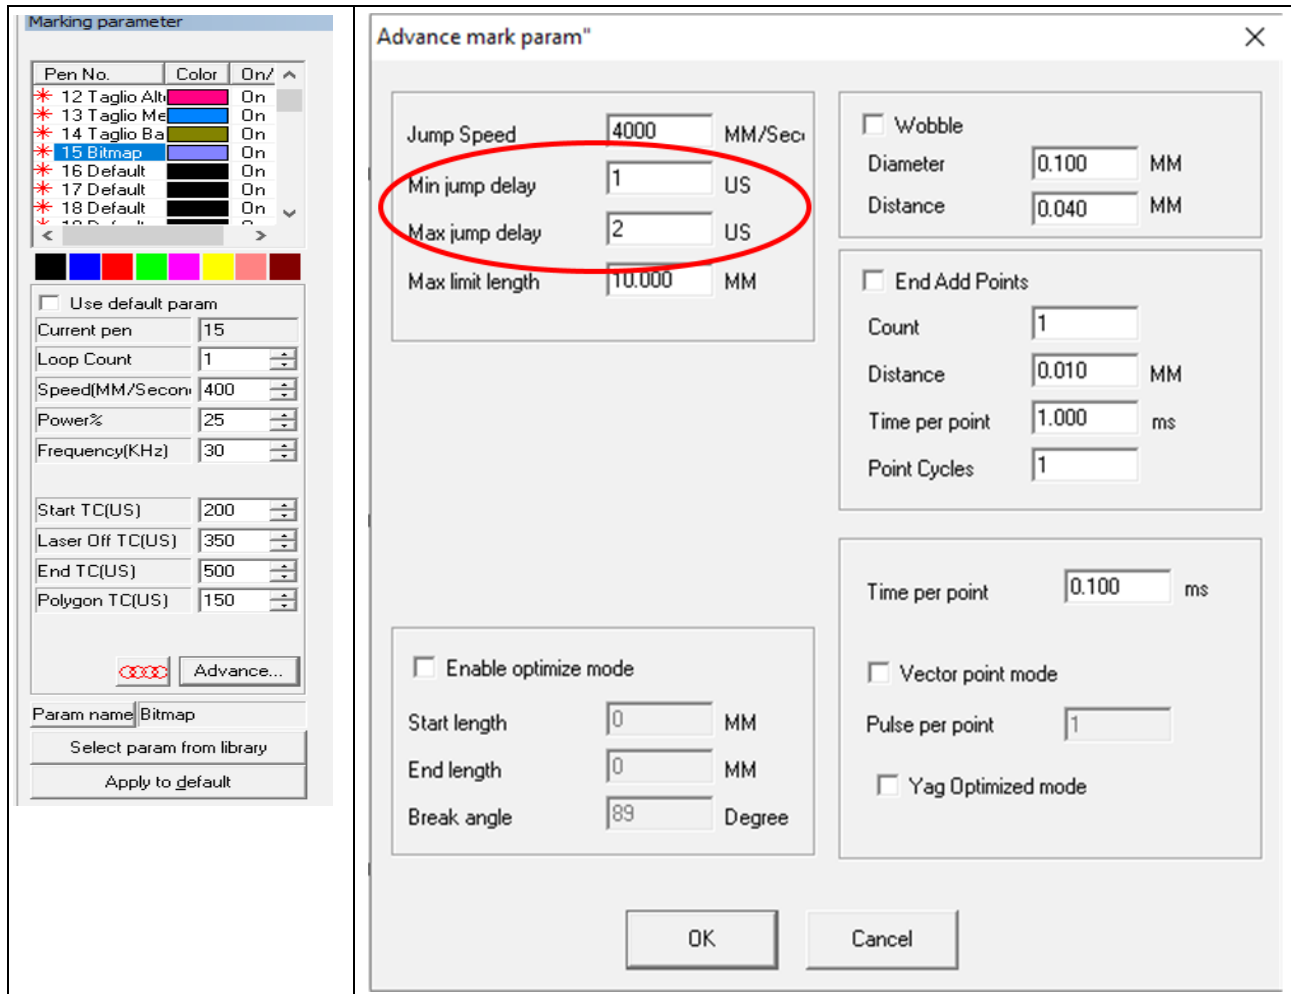 Marking parameter
Pen No. Color On/
12 Taglio Alt On
13 Taglio Me On
14 Taglio Ba On
15 Bitmap On
16 Default On
17 Default On
18 Default On
Use default param
Current pen 15
Loop Count 1
Speed(MM/Secon 400
Power% 25
Frequency(KHz) 30
Start TC(US) 200
Laser Off TC(US) 350
End TC(US) 500
Polygon TC(US) 150
Advance...
Param name Bitmap
Select param from library
Apply to default
Advance mark param"
Jump Speed 4000 MM/Sec
Min jump delay 1 US
Max jump delay 2 US
Max limit length 10.000 MM
Enable optimize mode
Start length 0 MM
End length 0 MM
Break angle 89 Degree
Wobble
Diameter 0.100 MM
Distance 0.040 MM
End Add Points
Count 1
Distance 0.010 MM
Time per point 1.000 ms
Point Cycles 1
Time per point 0.100 ms
Vector point mode
Pulse per point 1
Yag Optimized mode
OK Cancel